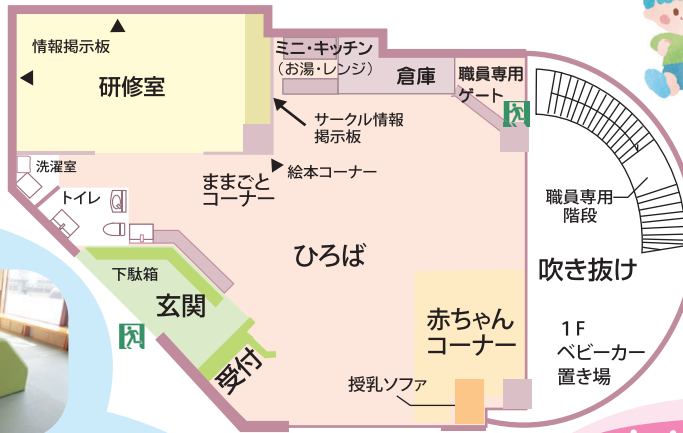 情報掲示板
研修室
ミニ・キッチン
（お湯・レンジ）
倉庫
職員専用
ゲート
サークル情報
掲示板
洗濯室
トイレ
ままごと
コーナー
絵本コーナー
職員専用
階段
ひろば
吹き抜け
下駄箱
玄関
受付
赤ちゃん
コーナー
授乳ソファ
1F
ベビーカー
置き場